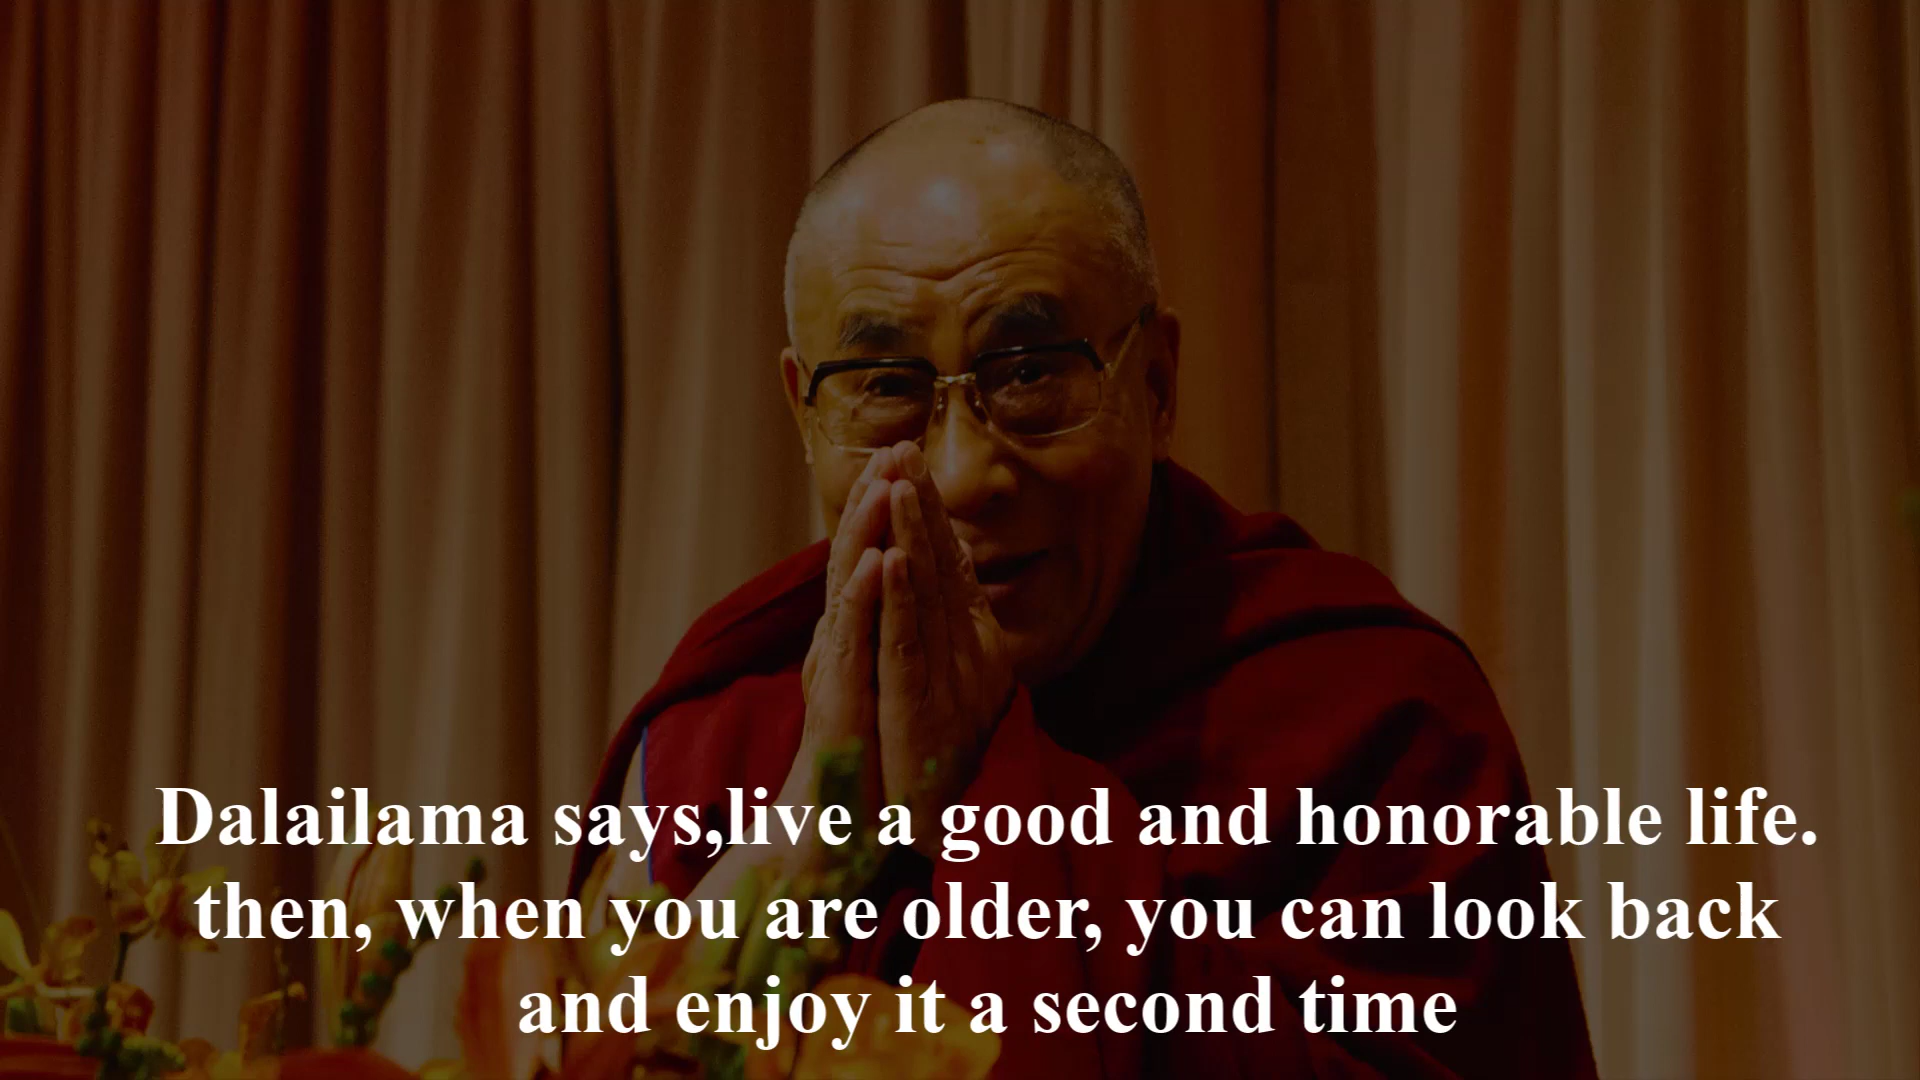 Dalailama says,live a good and honorable life.
then, when you are older, you can look back
and enjoy it a second time